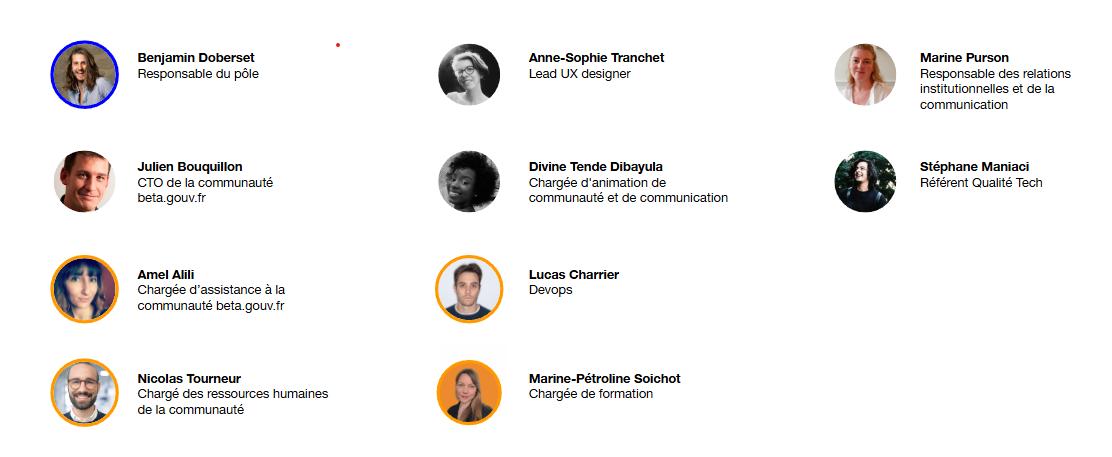 Benjamin Doberset
Responsable du pôle
Anne-Sophie Tranchet
Lead UX designer
Marine Purson
Responsable des relations
institutionnelles et de la
communication
Julien Bouquillon
CTO de la communauté
beta.gouv.fr
Divine Tende Dibayula
Chargée d'animation de
communauté et de communication
Stéphane Maniaci
Référent Qualité Tech
Amel Alili
Chargée d’assistance à la
communauté beta.gouv.fr
Lucas Charrier
Devops
Nicolas Tourneur
Chargé des ressources humaines
de la communauté
Marine-Pétroline Soichot
Chargée de formation